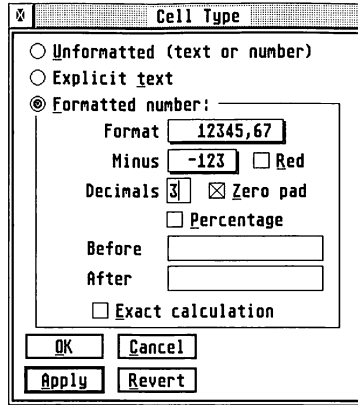 Cell Type
Unformatted (text or number)
Explicit text
Formatted number:
Format 12345,67
Minus -123 Red
Decimals 3 Zero pad
Percentage
Before
After
Exact calculation
OK Cancel
Apply Revert